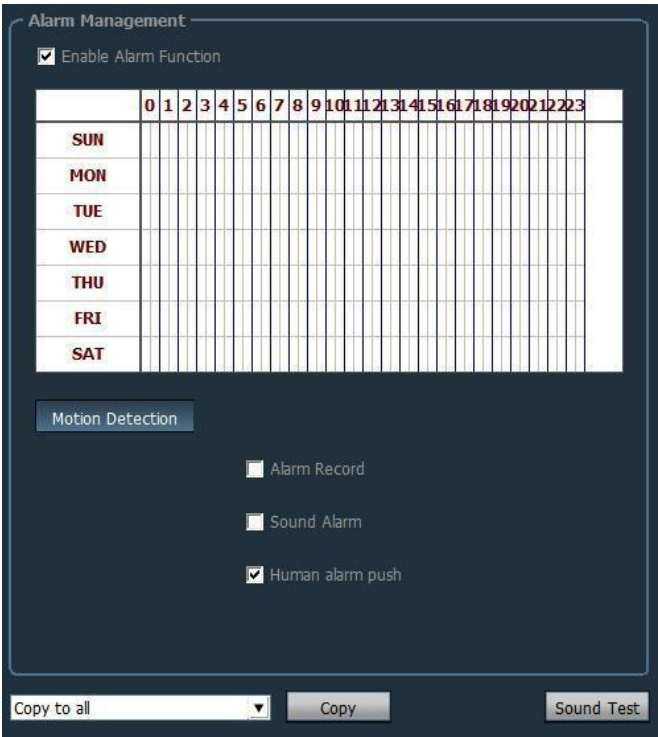 Alarm Management
Enable Alarm Function
0 1 2 3 4 5 6 7 8 9 10 11 12 13 14 15 16 17 18 19 20 21 22 23
SUN
MON
TUE
WED
THU
FRI
SAT
Motion Detection
Alarm Record
Sound Alarm
Human alarm push
Copy to all Copy Sound Test